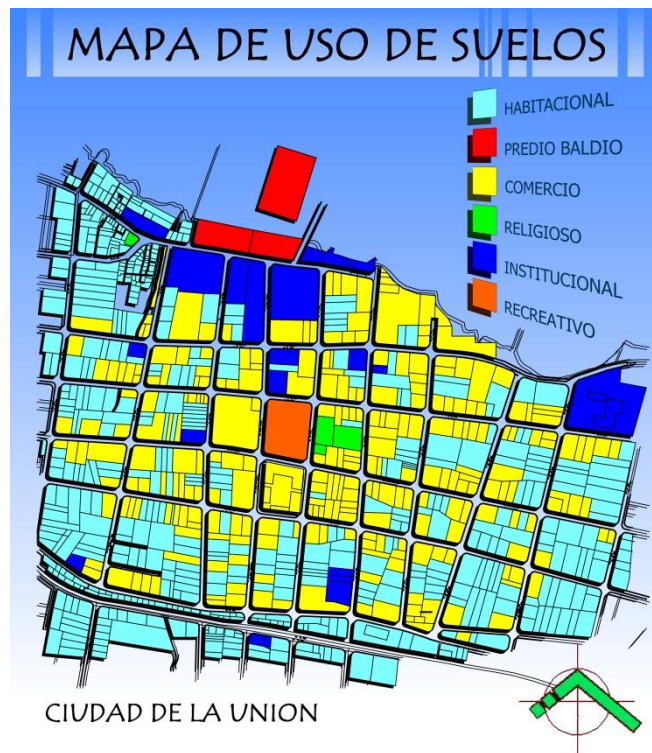 MAPA DE USO DE SUELOS
HABITACIONAL
PREDIO BALDIO
COMERCIO
RELIGIOSO
INSTITUCIONAL
RECREATIVO
CIUDAD DE LA UNION